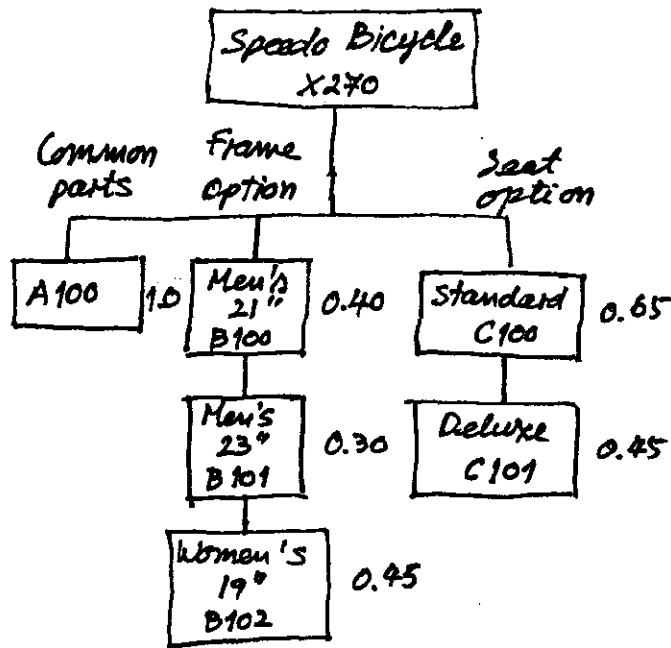 Speedo Bicycle
X270
Common
parts
Frame
Option
Seat
option
A100
1.0
Men's
21"
B100
0.40
Standard
C100
0.65
Men's
23"
B101
0.30
Deluxe
C101
0.45
Women's
19"
B102
0.45